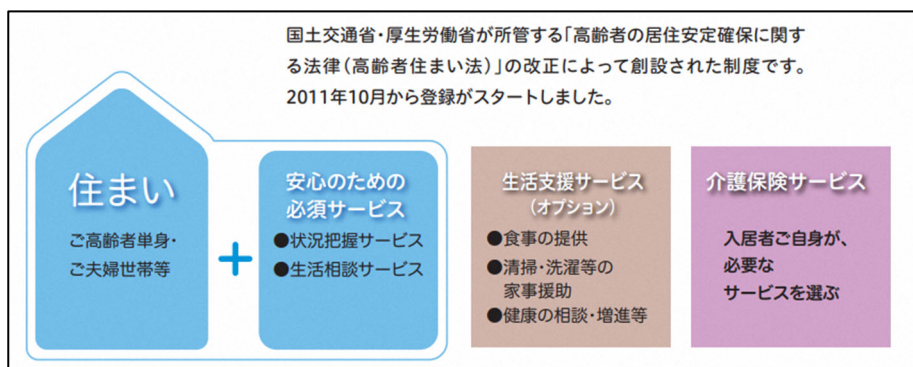 国土交通省・厚生労働省が所管する「高齢者の居住安定確保に関す
る法律(高齢者住まい法)」の改正によって創設された制度です。
2011年10月から登録がスタートしました。
住まい
ご高齢者単身・
ご夫婦世帯等
+
安心のための
必須サービス
●状況把握サービス
●生活相談サービス
生活支援サービス
(オプション)
●食事の提供
●清掃・洗濯等の
家事援助
●健康の相談・増進等
介護保険サービス
入居者ご自身が、
必要な
サービスを選ぶ